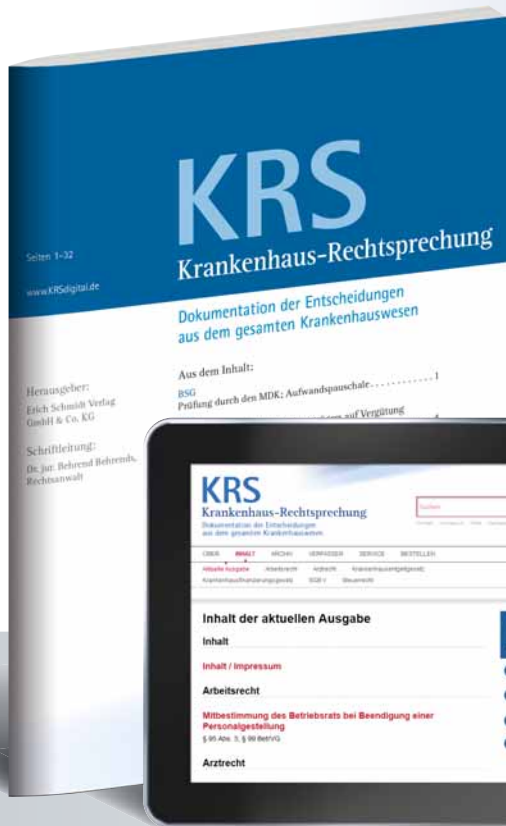 KRS
Krankenhaus-Rechtsprechung
Seiten 1–32
www.KRSdigital.de
Dokumentation der Entscheidungen
aus dem gesamten Krankenhauswesen
Aus dem Inhalt:
BSG
Prüfung durch den MDK; Aufwandspauschale . . . . . . . . . . . . 1
auf Vergütung
Herausgeber:
Erich Schmidt Verlag
GmbH & Co. KG
Schriftleitung:
Dr. jur. Behrend Behrends,
Rechtsanwalt
KRS
Krankenhaus-Rechtsprechung
Dokumentation der Entscheidungen
aus dem gesamten Krankenhauswesen
Suchen
ÜBER INHALT ARCHIV VERFASSER SERVICE BESTELLEN
Aktuelle Ausgabe Arbeitsrecht Arztrecht Krankenhausentgeltgesetz
Krankenhausfinanzierungsgesetz SGB V Steuerrecht
Inhalt der aktuellen Ausgabe
Inhalt
Inhalt / Impressum
Arbeitsrecht
Mitbestimmung des Betriebsrats bei Beendigung einer
Personalgestellung
§ 95 Abs. 3, § 99 BetrVG
Arztrecht